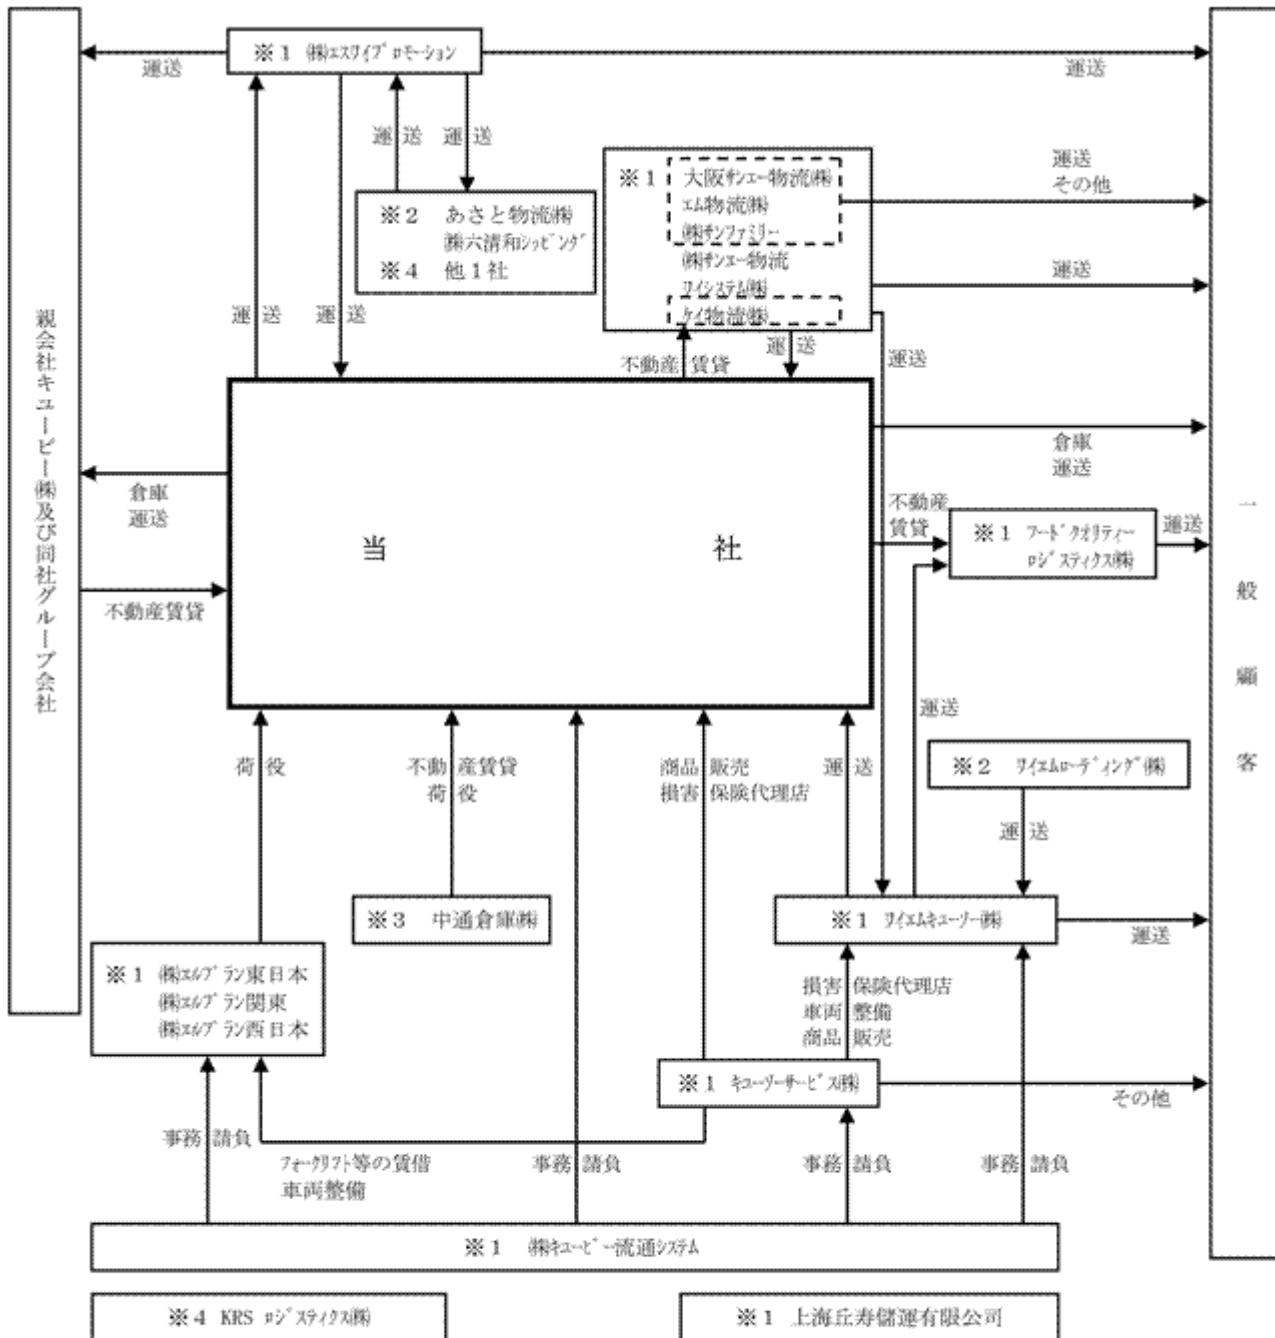 ※1 ㈱エスワイプロモーション
運送
運送
運送 運送
※1 大阪サンエー物流㈱
エム物流㈱
㈱サンファミリー
㈱サンエー物流
ワイシステム㈱
ケイ物流㈱
運送
その他
運送
※2 あさと物流㈱
㈱六清和シッピング
※4 他1社
運送 運送
不動産賃貸
運送
運送
親会社キユーピー㈱及び同社グループ会社
倉庫
運送
不動産賃貸
当社
倉庫
運送
不動産
賃貸
※1 フードクオリティー
ロジスティクス㈱
運送
一般顧客
運送
荷役
不動産賃貸
荷役
商品販売
損害保険代理店
運送
※2 ワイエムローディング㈱
運送
※3 中通倉庫㈱
※1 ワイエムキユーソー㈱
運送
※1 ㈱エルプラン東日本
㈱エルプラン関東
㈱エルプラン西日本
損害保険代理店
車両整備
商品販売
※1 キユーソーサービス㈱
その他
事務請負
フォークリフト等の賃借
車両整備
事務請負
事務請負
事務請負
※1 ㈱キユーピー流通システム
※4 KRS ロジスティクス㈱
※1 上海丘寿儲運有限公司